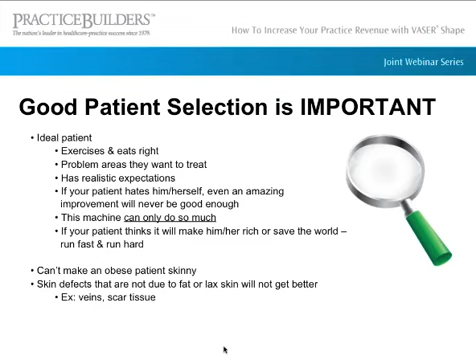 PRACTICEBUILDERS
The nation's leader in healthcare-practice success since 1979
How To Increase Your Practice Revenue with VASER® Shape
Joint Webinar Series
Good Patient Selection is IMPORTANT
• Ideal patient
• Exercises & eats right
• Problem areas they want to treat
• Has realistic expectations
• If your patient hates him/herself, even an amazing
improvement will never be good enough
• This machine can only do so much
• If your patient thinks it will make him/her rich or save the world –
run fast & run hard
• Can't make an obese patient skinny
• Skin defects that are not due to fat or lax skin will not get better
• Ex: veins, scar tissue